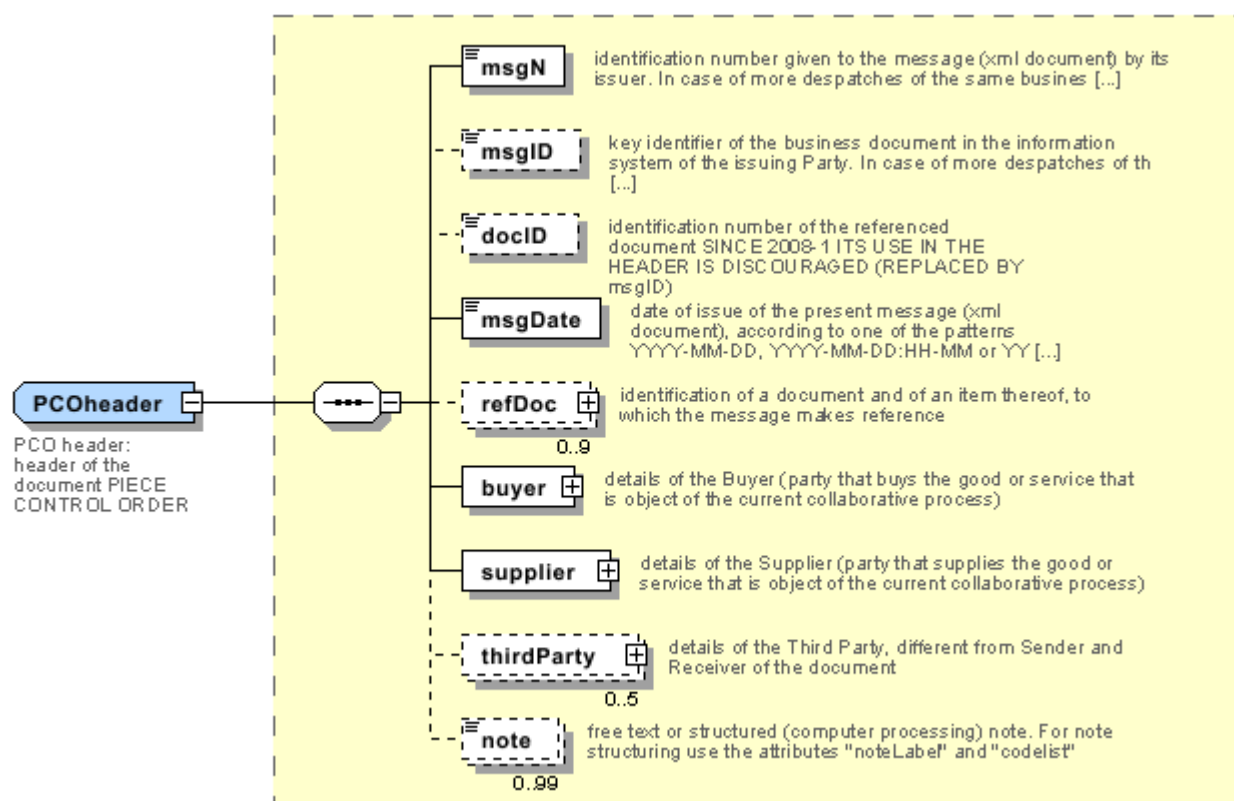 msgN
identification number given to the message (xml document) by its
issuer. In case of more despatches of the same busines [...]
msgID
key identifier of the business document in the information
system of the issuing Party. In case of more despatches of th
[...]
docID
identification number of the referenced
document SINCE 2008-1 ITS USE IN THE
HEADER IS DISCOURAGED (REPLACED BY
msgID)
msgDate
date of issue of the present message (xml
document), according to one of the patterns
YYYY-MM-DD, YYYY-MM-DD:HH-MM or YY [...]
PCOheader
PCO header:
header of the
document PIECE
CONTROL ORDER
refDoc
identification of a document and of an item thereof, to
which the message makes reference
0..9
buyer
details of the Buyer (party that buys the good or service that
is object of the current collaborative process)
supplier
details of the Supplier (party that supplies the good or
service that is object of the current collaborative process)
thirdParty
details of the Third Party, different from Sender and
Receiver of the document
0..5
note
free text or structured (computer processing) note. For note
structuring use the attributes "noteLabel" and "codelist"
0..99